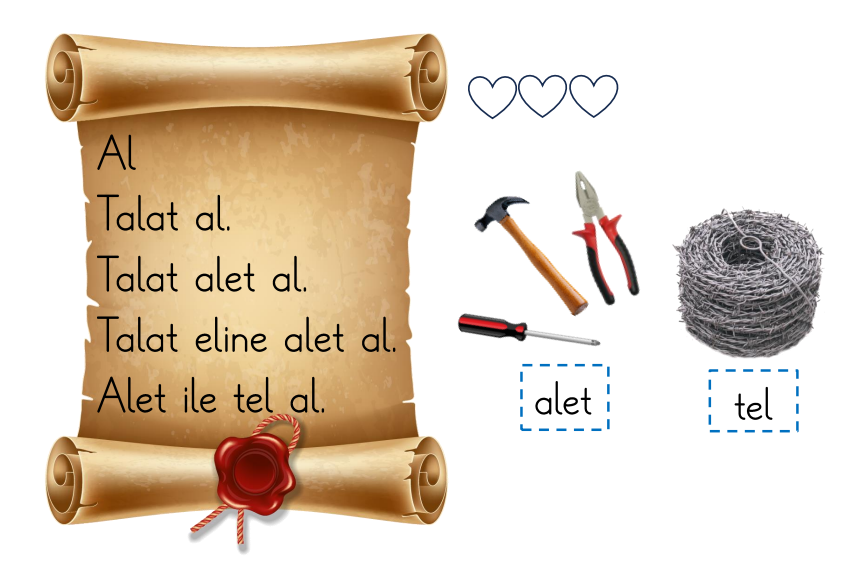 Al
Talat al.
Talat alet al.
Talat eline alet al.
Alet ile tel al.
alet
tel